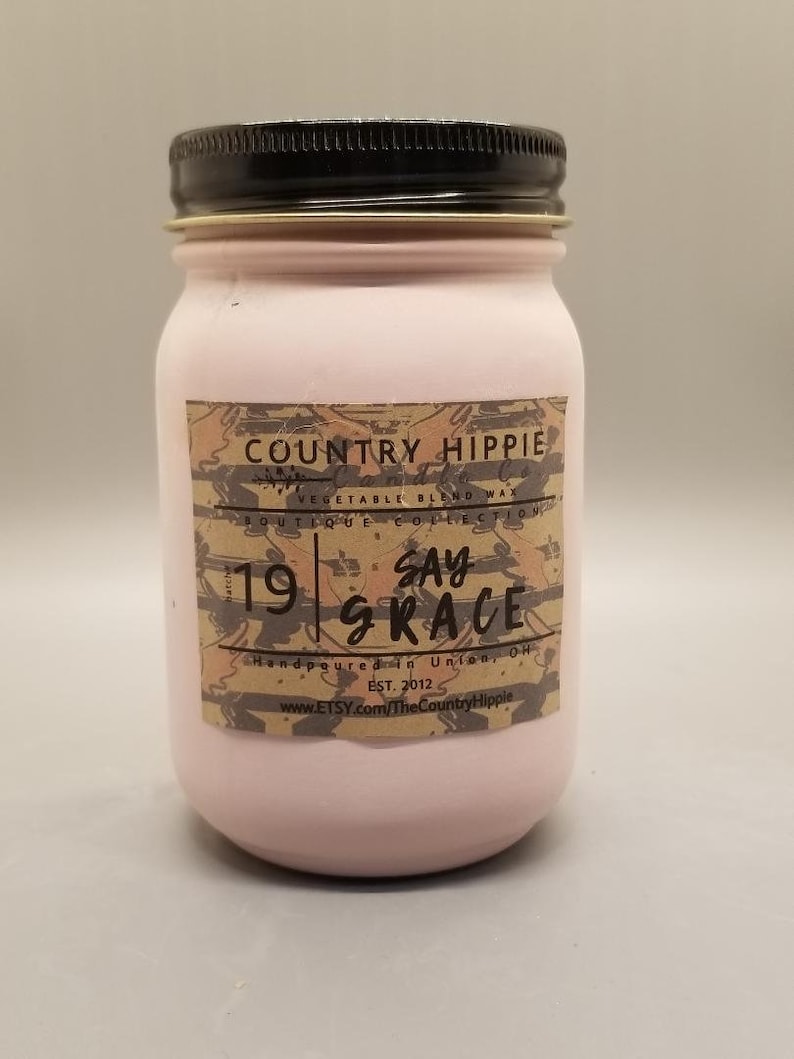 COUNTRY HIPPIE
Candle Co
VEGETABLE BLEND WAX
BOUTIQUE COLLECTION
batch#
19
SAY
GRACE
Handpoured in Union, OH
EST. 2012
www.ETSY.com/TheCountryHippie